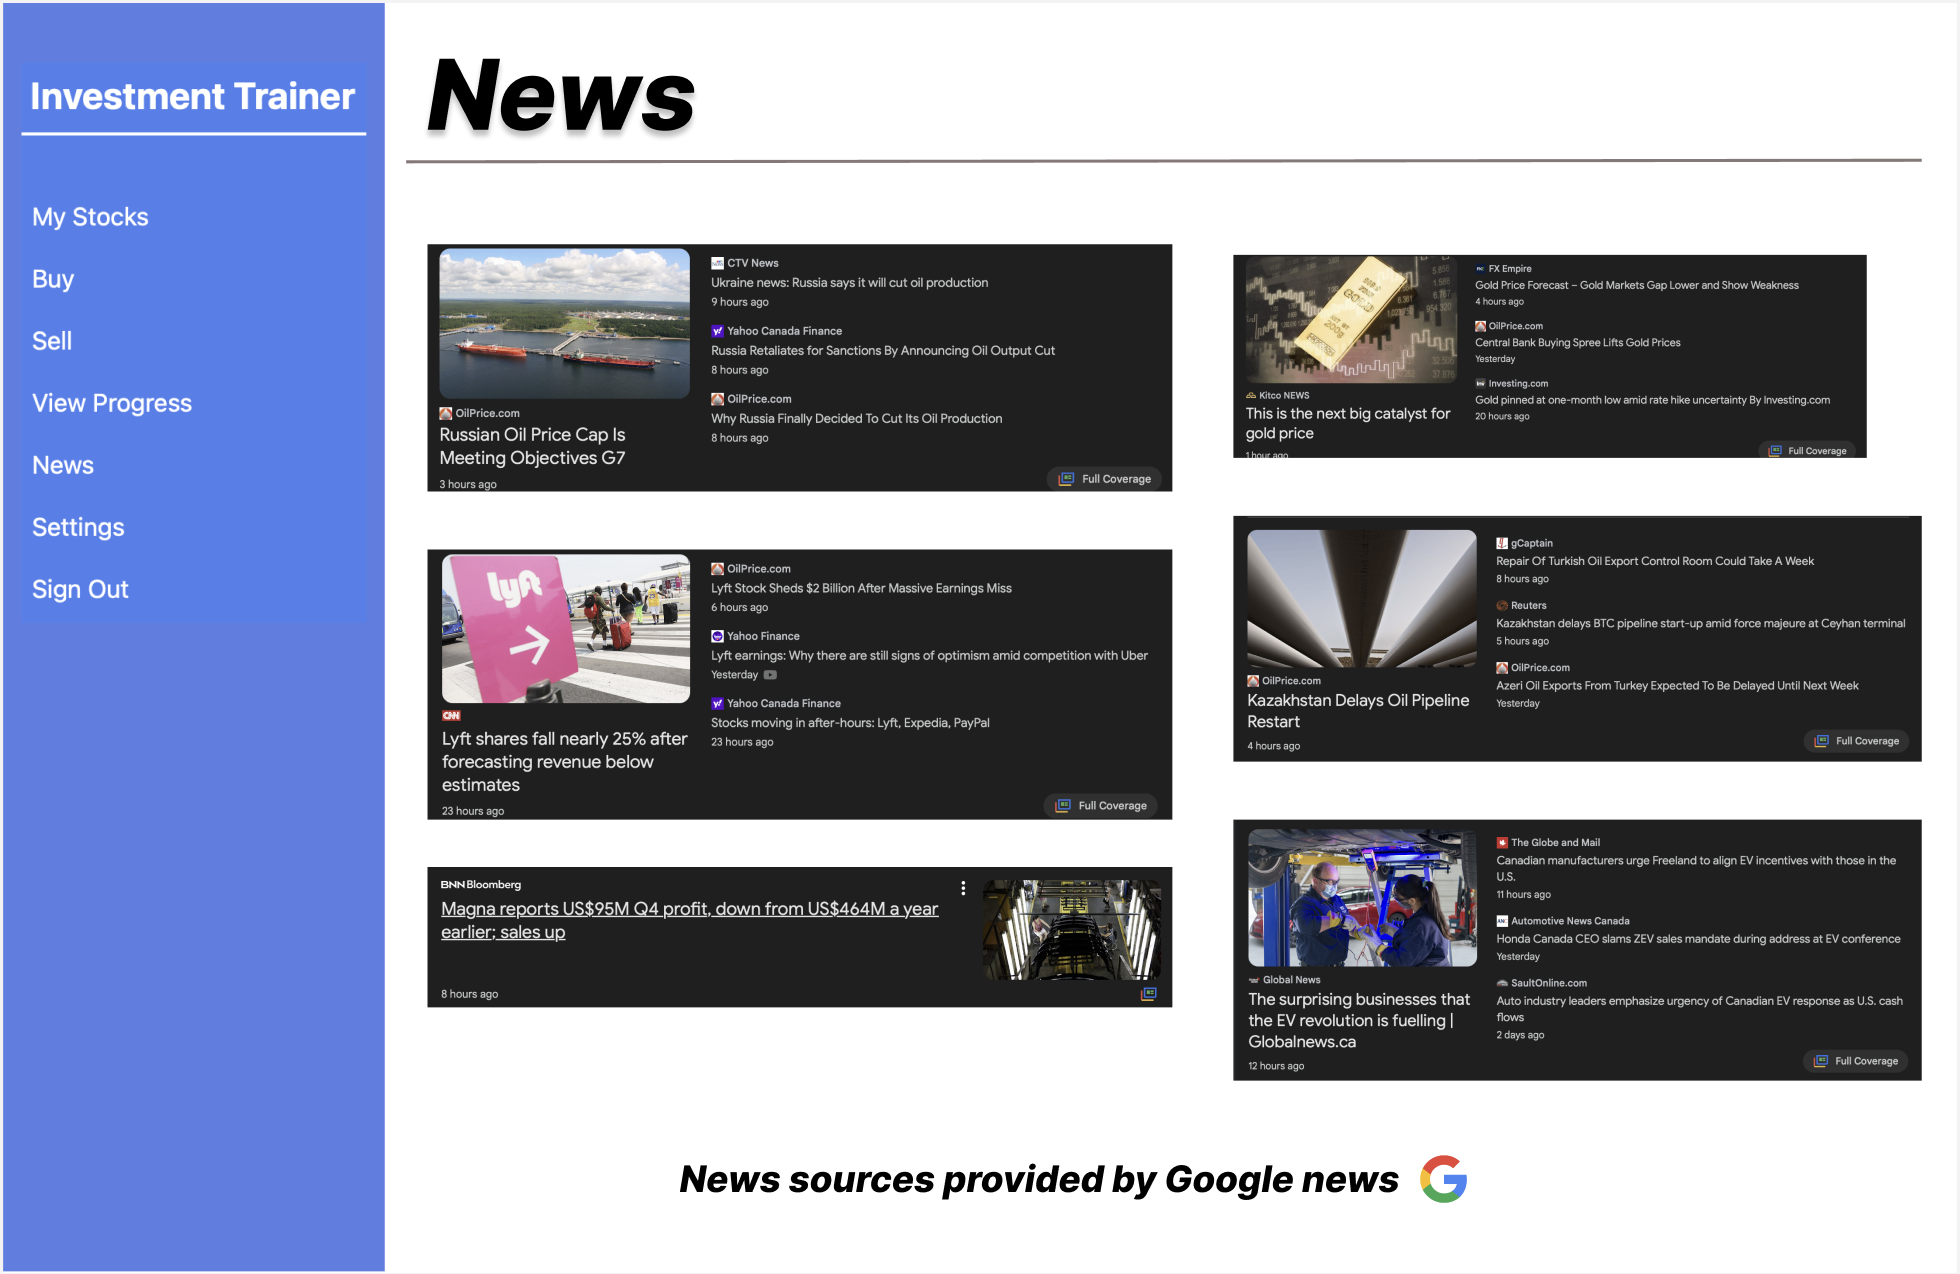 Investment Trainer
My Stocks
Buy
Sell
View Progress
News
Settings
Sign Out
News
OilPrice.com
Russian Oil Price Cap Is
Meeting Objectives G7
3 hours ago
CTV News
Ukraine news: Russia says it will cut oil production
9 hours ago
Yahoo Canada Finance
Russia Retaliates for Sanctions By Announcing Oil Output Cut
8 hours ago
OilPrice.com
Why Russia Finally Decided To Cut Its Oil Production
8 hours ago
Full Coverage
lyft
CNN
Lyft shares fall nearly 25% after
forecasting revenue below
estimates
23 hours ago
OilPrice.com
Lyft Stock Sheds $2 Billion After Massive Earnings Miss
6 hours ago
Yahoo Finance
Lyft earnings: Why there are still signs of optimism amid competition with Uber
Yesterday
Yahoo Canada Finance
Stocks moving in after-hours: Lyft, Expedia, PayPal
23 hours ago
Full Coverage
BNN Bloomberg
Magna reports US$95M Q4 profit, down from US$464M a year
earlier; sales up
8 hours ago
GOLD
Kitco NEWS
This is the next big catalyst for
gold price
1 hour ago
FX Empire
Gold Price Forecast – Gold Markets Gap Lower and Show Weakness
4 hours ago
OilPrice.com
Central Bank Buying Spree Lifts Gold Prices
Yesterday
Investing.com
Gold pinned at one-month low amid rate hike uncertainty By Investing.com
20 hours ago
Full Coverage
OilPrice.com
Kazakhstan Delays Oil Pipeline
Restart
4 hours ago
gCaptain
Repair Of Turkish Oil Export Control Room Could Take A Week
8 hours ago
Reuters
Kazakhstan delays BTC pipeline start-up amid force majeure at Ceyhan terminal
5 hours ago
OilPrice.com
Azeri Oil Exports From Turkey Expected To Be Delayed Until Next Week
Yesterday
Full Coverage
Global News
The surprising businesses that
the EV revolution is fuelling |
Globalnews.ca
12 hours ago
The Globe and Mail
Canadian manufacturers urge Freeland to align EV incentives with those in the
U.S.
11 hours ago
Automotive News Canada
Honda Canada CEO slams ZEV sales mandate during address at EV conference
Yesterday
SaultOnline.com
Auto industry leaders emphasize urgency of Canadian EV response as U.S. cash
flows
2 days ago
Full Coverage
News sources provided by Google news